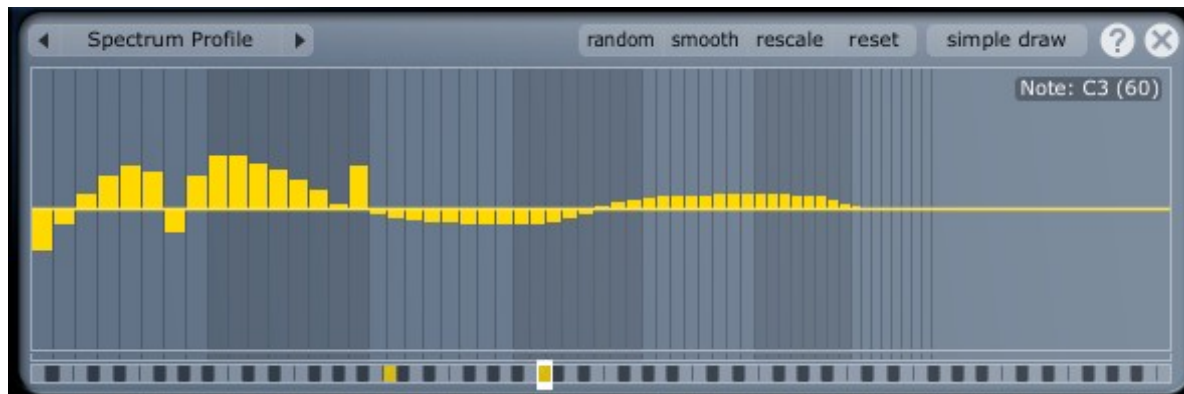 Spectrum Profile random smooth rescale reset simple draw ?
Note: C3 (60)